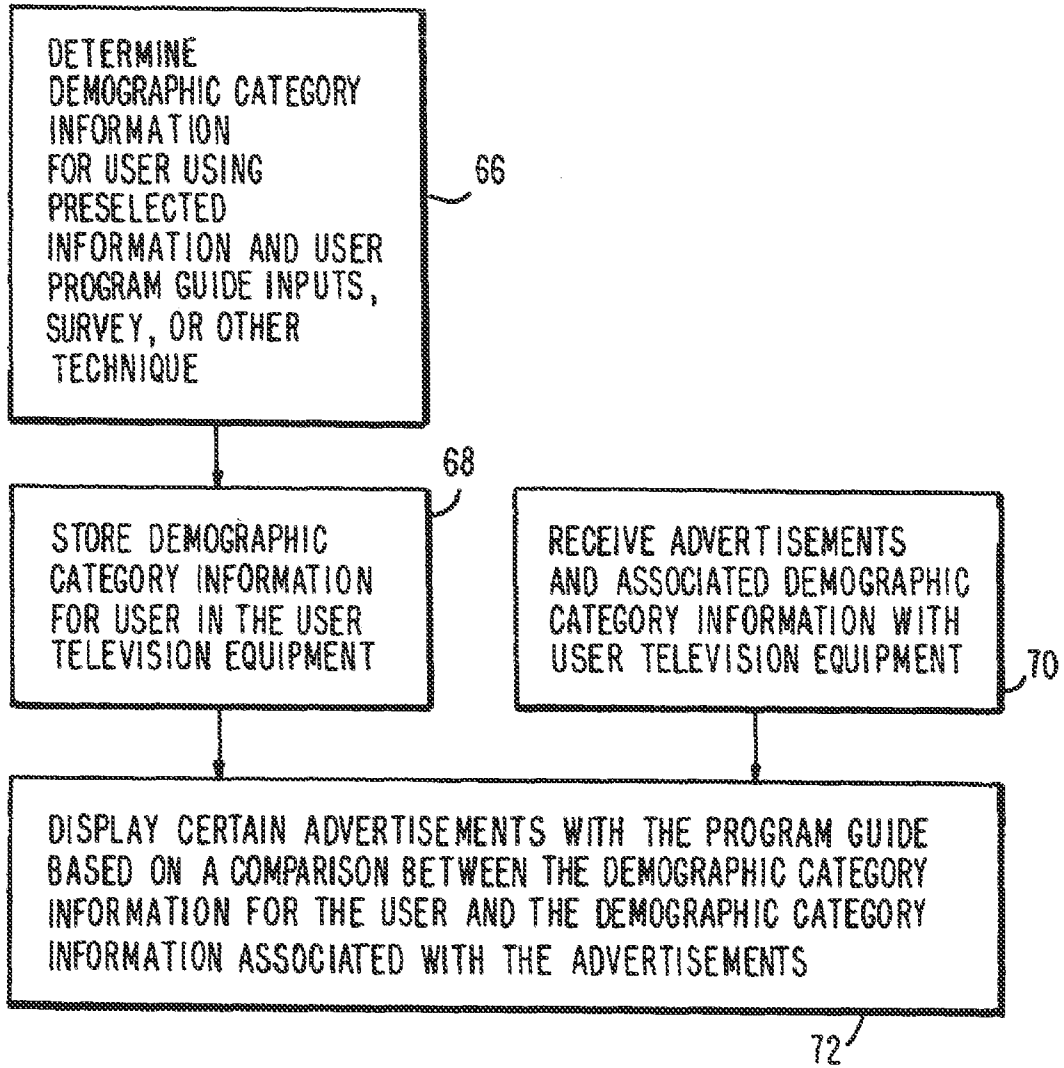 DETERMINE
DEMOGRAPHIC CATEGORY
INFORMATION
FOR USER USING
PRESELECTED
INFORMATION AND USER
PROGRAM GUIDE INPUTS,
SURVEY, OR OTHER
TECHNIQUE
66
68
STORE DEMOGRAPHIC
CATEGORY INFORMATION
FOR USER IN THE USER
TELEVISION EQUIPMENT
RECEIVE ADVERTISEMENTS
AND ASSOCIATED DEMOGRAPHIC
CATEGORY INFORMATION WITH
USER TELEVISION EQUIPMENT
70
DISPLAY CERTAIN ADVERTISEMENTS WITH THE PROGRAM GUIDE
BASED ON A COMPARISON BETWEEN THE DEMOGRAPHIC CATEGORY
INFORMATION FOR THE USER AND THE DEMOGRAPHIC CATEGORY
INFORMATION ASSOCIATED WITH THE ADVERTISEMENTS
72